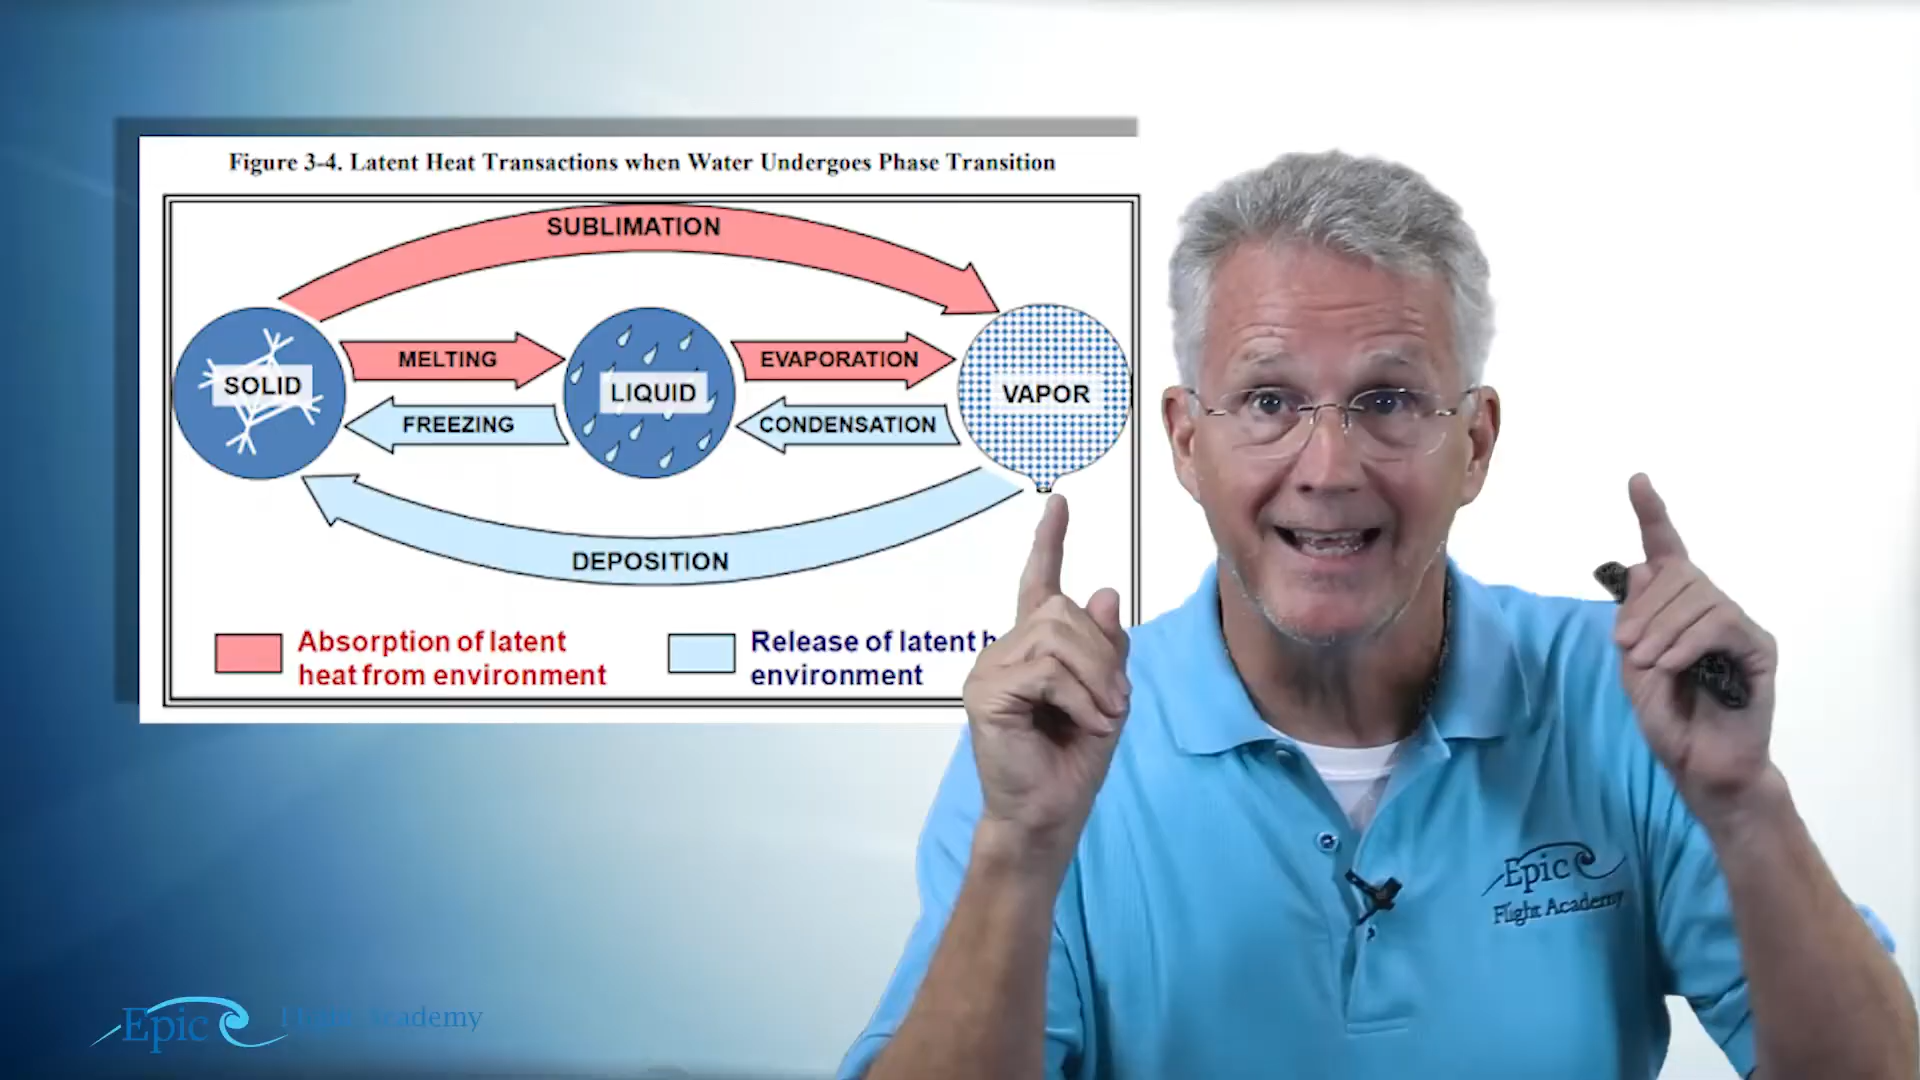 Figure 3-4. Latent Heat Transactions when Water Undergoes Phase Transition
SUBLIMATION
MELTING
EVAPORATION
SOLID
LIQUID
VAPOR
FREEZING
CONDENSATION
DEPOSITION
Absorption of latent
heat from environment
Release of latent h
environment
Epic
Flight Academy
Epic Flight Academy